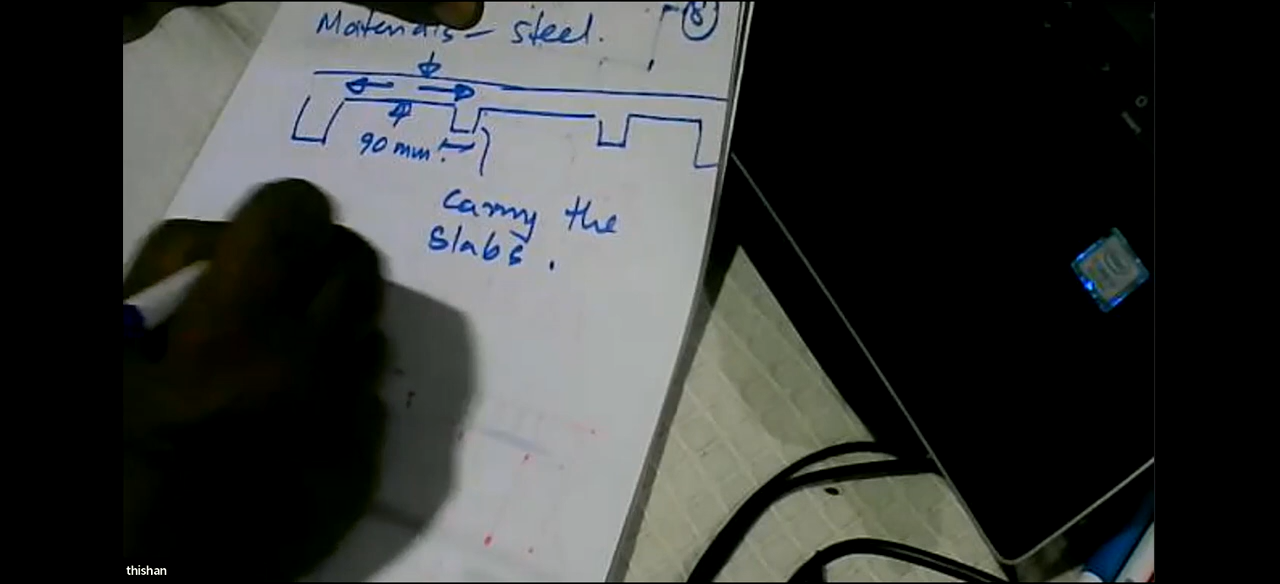 Materials - steel.
8
90 mm.
Carry the
Slabs.
thishan